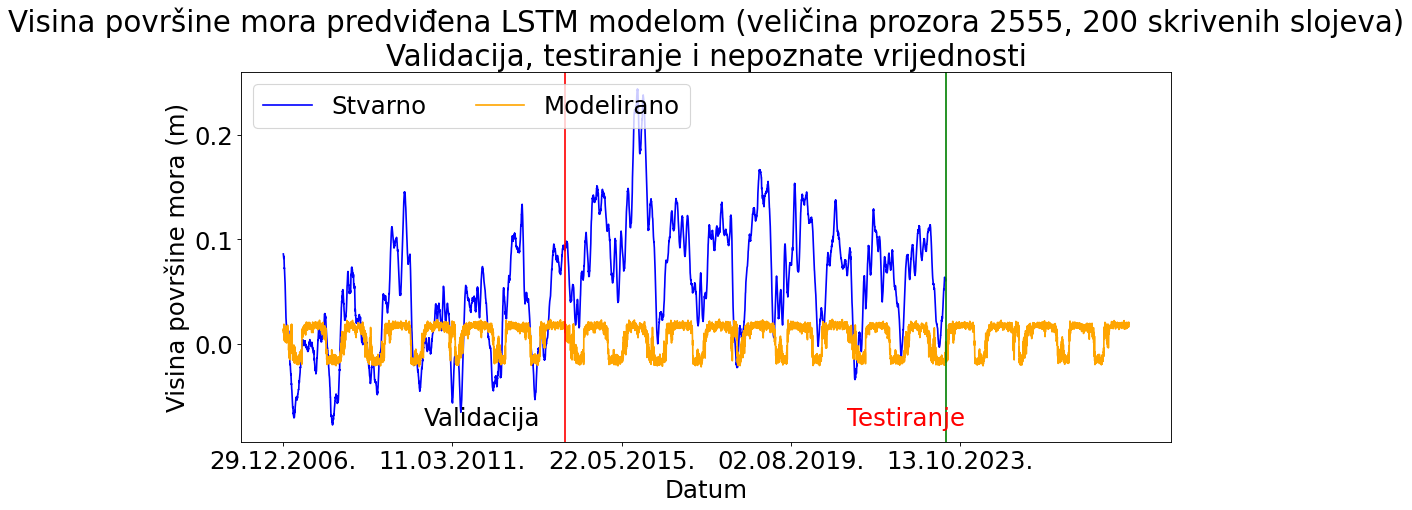 Visina površine mora predviđena LSTM modelom (veličina prozora 2555, 200 skrivenih slojeva)
Validacija, testiranje i nepoznate vrijednosti
Stvarno Modelirano
Visina površine mora (m)
0.2
0.1
0.0
Validacija Testiranje
29.12.2006. 11.03.2011. 22.05.2015. 02.08.2019. 13.10.2023.
Datum